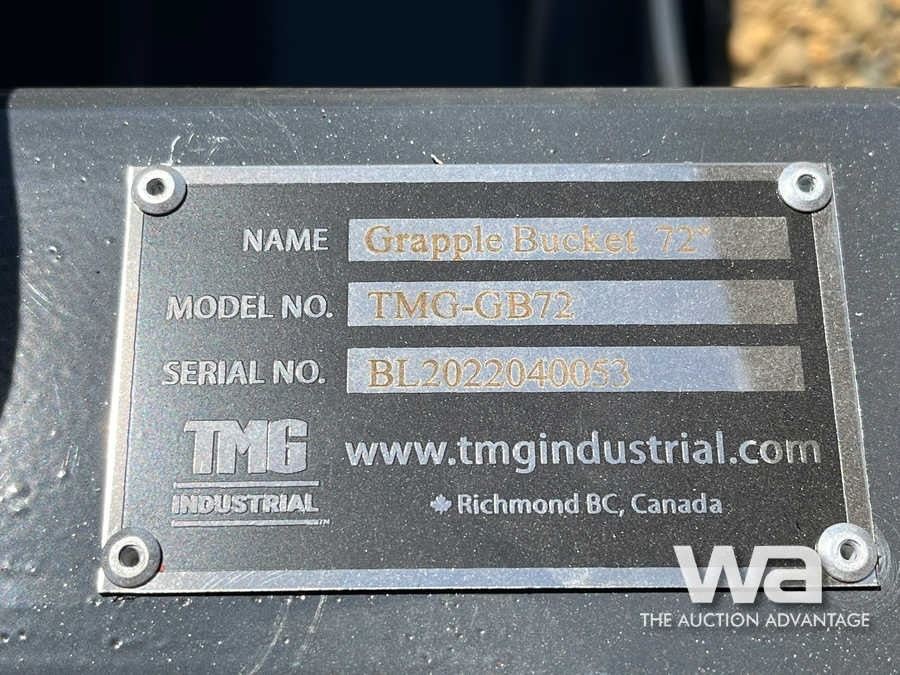 NAME Grapple Bucket 72"
MODEL NO. TMG-GB72
SERIAL NO. BL2022040053
TMG
INDUSTRIAL™
www.tmgindustrial.com
Richmond BC, Canada
wa
THE AUCTION ADVANTAGE